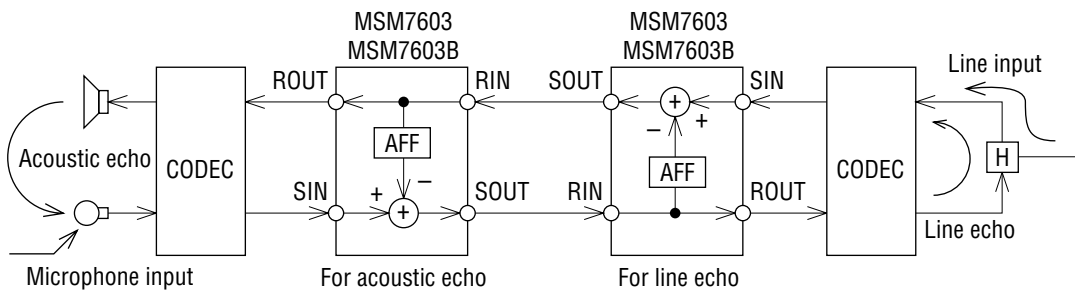 MSM7603
MSM7603B
MSM7603
MSM7603B
Line input
ROUT
RIN
SOUT
SIN
+
–
+
AFF
Acoustic echo
CODEC
AFF
CODEC
H
SIN
+
–
+
SOUT
RIN
ROUT
Line echo
Microphone input
For acoustic echo
For line echo